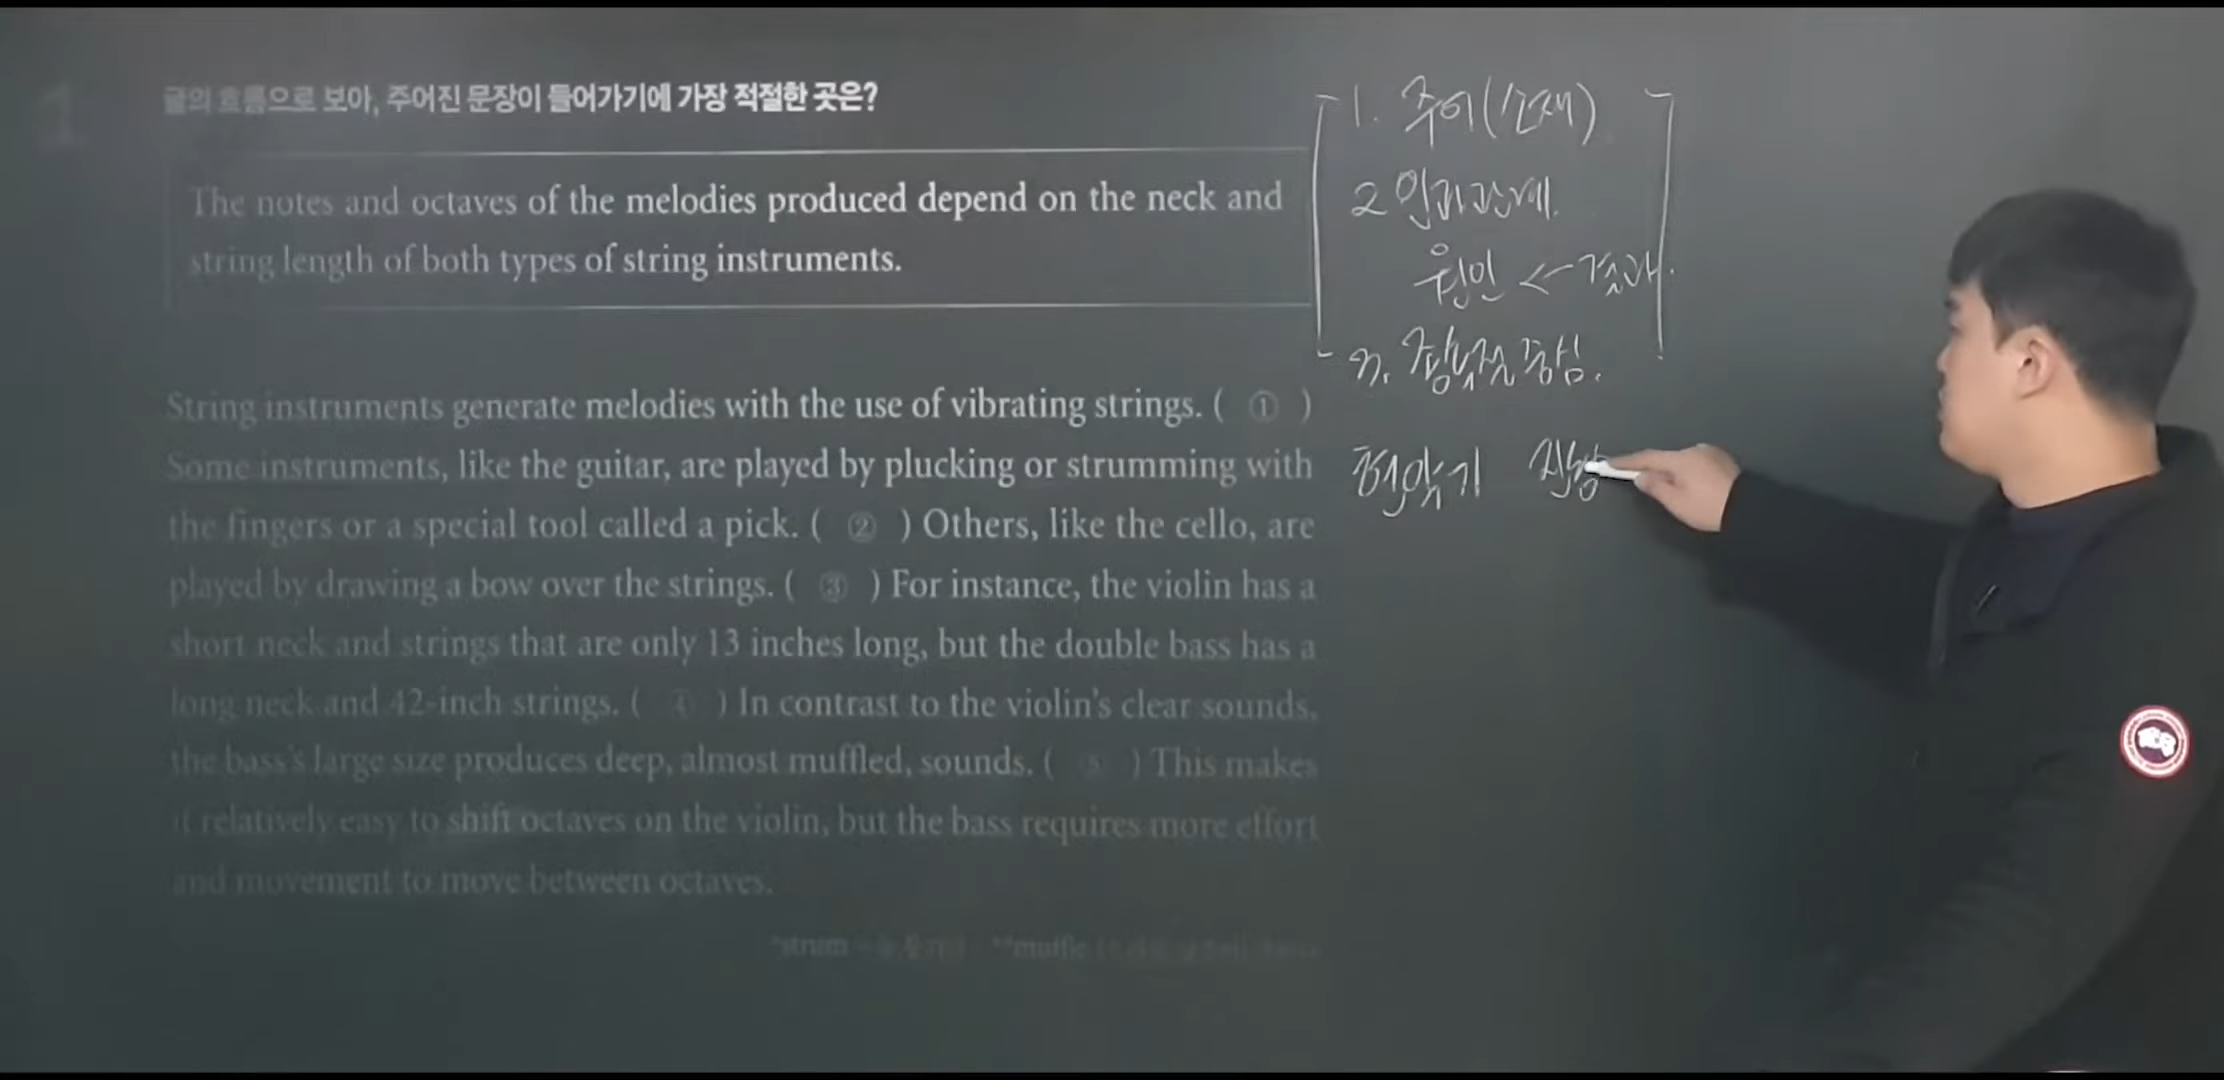 1
글의 흐름으로 보아, 주어진 문장이 들어가기에 가장 적절한 곳은?
The notes and octaves of the melodies produced depend on the neck and
string length of both types of string instruments.
String instruments generate melodies with the use of vibrating strings. ( ① )
Some instruments, like the guitar, are played by plucking or strumming with
the fingers or a special tool called a pick. ( ② ) Others, like the cello, are
played by drawing a bow over the strings. ( ③ ) For instance, the violin has a
short neck and strings that are only 13 inches long, but the double bass has a
long neck and 42-inch strings. ( ④ ) In contrast to the violin's clear sounds,
the bass's large size produces deep, almost muffled, sounds. ( ⑤ ) This makes
it relatively easy to shift octaves on the violin, but the bass requires more effort
and movement to move between octaves.
*strum **muffle
1. 주어(
2 인과관계.
원인 ← 결과.
3. 중심.